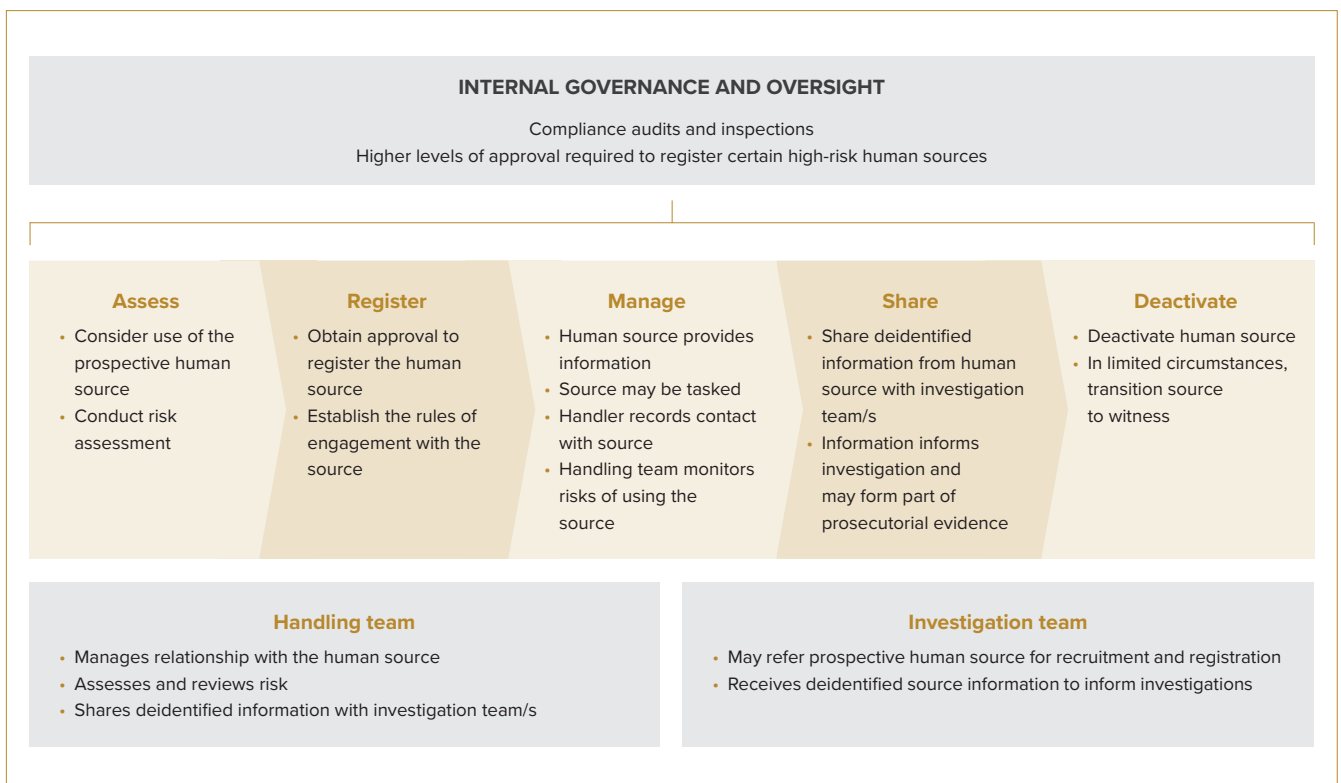 INTERNAL GOVERNANCE AND OVERSIGHT
Compliance audits and inspections
Higher levels of approval required to register certain high-risk human sources
Assess
• Consider use of the
prospective human
source
• Conduct risk
assessment
Register
• Obtain approval to
register the human
source
• Establish the rules of
engagement with the
source
Manage
• Human source provides
information
• Source may be tasked
• Handler records contact
with source
• Handling team monitors
risks of using the
source
Share
• Share deidentified
information from human
source with investigation
team/s
• Information informs
investigation and
may form part of
prosecutorial evidence
Deactivate
• Deactivate human source
• In limited circumstances,
transition source
to witness
Handling team
• Manages relationship with the human source
• Assesses and reviews risk
• Shares deidentified information with investigation team/s
Investigation team
• May refer prospective human source for recruitment and registration
• Receives deidentified source information to inform investigations